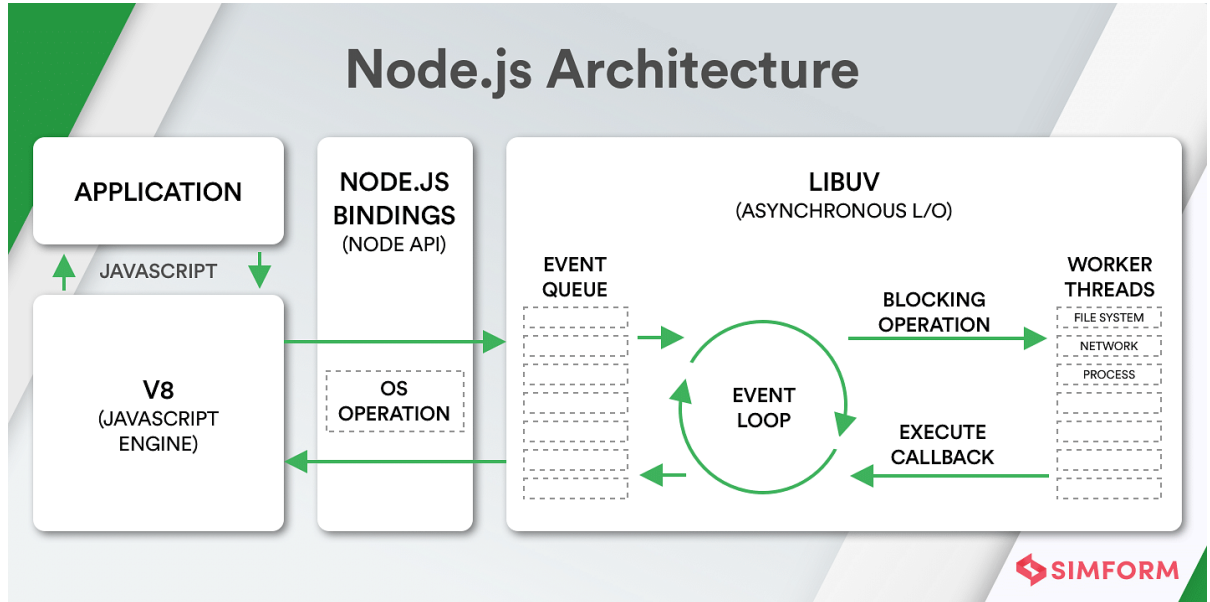 Node.js Architecture
APPLICATION
JAVASCRIPT
V8
(JAVASCRIPT
ENGINE)
NODE.JS
BINDINGS
(NODE API)
OS
OPERATION
LIBUV
(ASYNCHRONOUS L/O)
EVENT
QUEUE
EVENT
LOOP
BLOCKING
OPERATION
EXECUTE
CALLBACK
WORKER
THREADS
FILE SYSTEM
NETWORK
PROCESS
SIMFORM